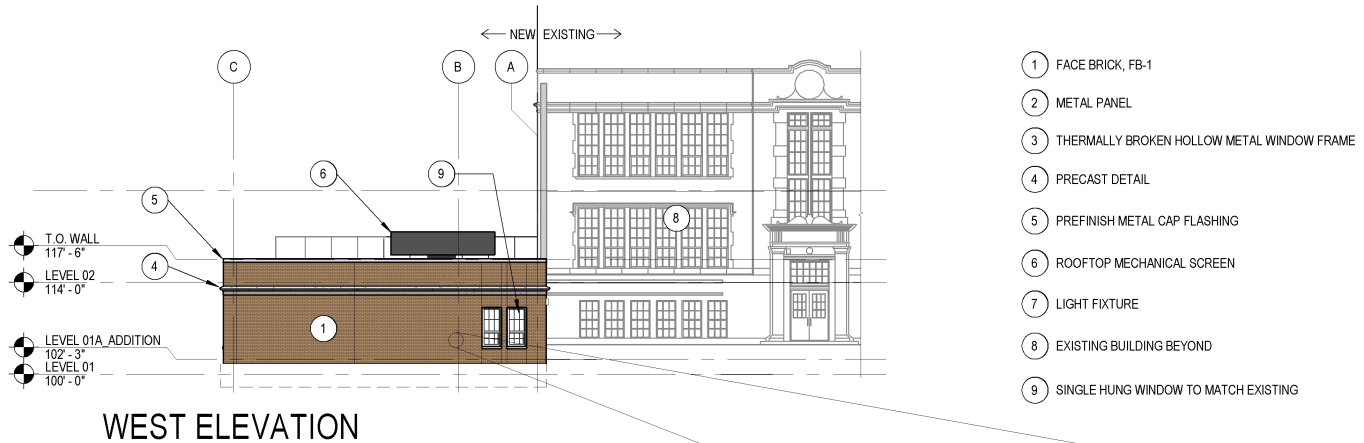 NEW EXISTING
C
B
A
6
9
5
8
T.O. WALL
117' - 6"
4
LEVEL 02
114' - 0"
1
LEVEL 01A_ADDITION
102' - 3"
LEVEL 01
100' - 0"
WEST ELEVATION
1 FACE BRICK, FB-1
2 METAL PANEL
3 THERMALLY BROKEN HOLLOW METAL WINDOW FRAME
4 PRECAST DETAIL
5 PREFINISH METAL CAP FLASHING
6 ROOFTOP MECHANICAL SCREEN
7 LIGHT FIXTURE
8 EXISTING BUILDING BEYOND
9 SINGLE HUNG WINDOW TO MATCH EXISTING